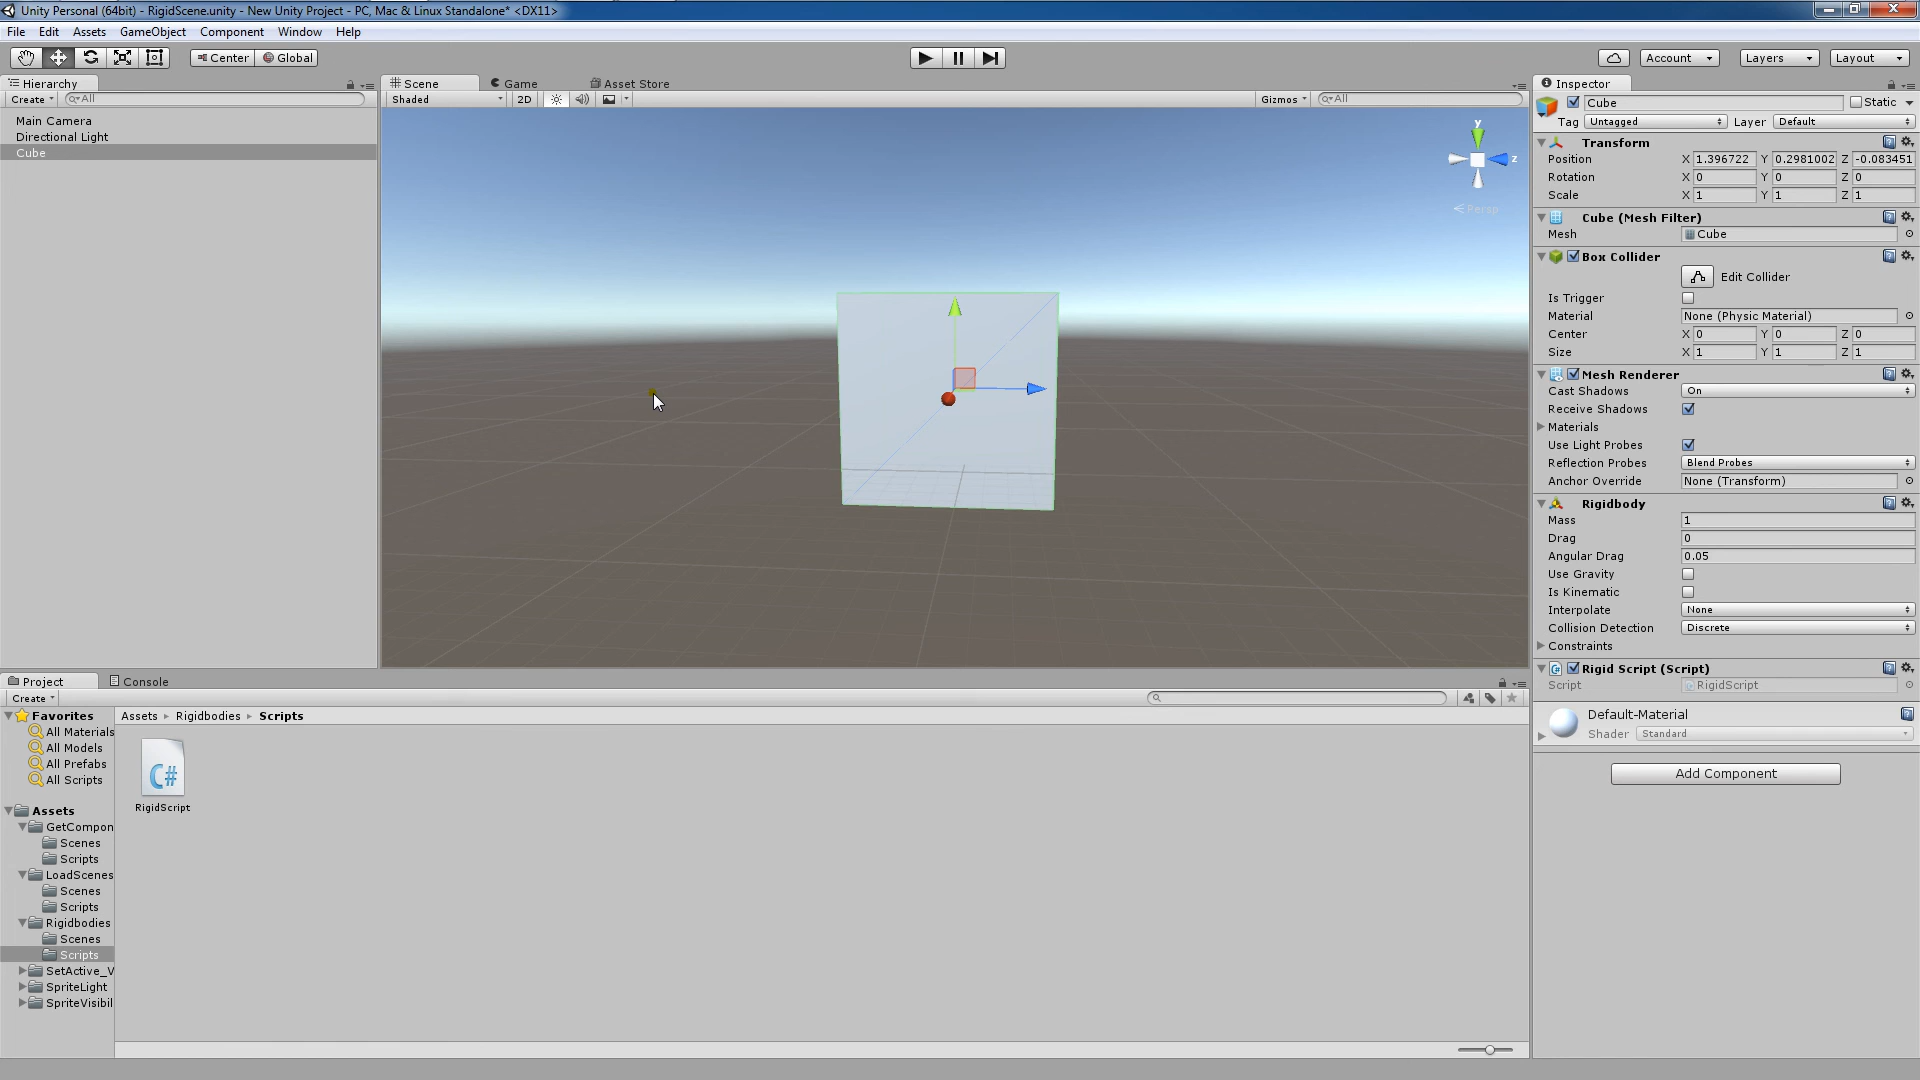 Unity Personal (64bit) - RigidScene.unity - New Unity Project - PC, Mac & Linux Standalone* <DX11>
File Edit Assets GameObject Component Window Help
Center Global Account Layers Layout
Hierarchy
Create All
Main Camera
Directional Light
Cube
Scene Game Asset Store
Shaded 2D Gizmos All
y
z
Persp
Inspector
Cube Static
Tag Untagged Layer Default
Transform
Position X 1.396722 Y 0.2981002 Z -0.083451
Rotation X 0 Y 0 Z 0
Scale X 1 Y 1 Z 1
Cube (Mesh Filter)
Mesh Cube
Box Collider
Edit Collider
Is Trigger
Material None (Physic Material)
Center X 0 Y 0 Z 0
Size X 1 Y 1 Z 1
Mesh Renderer
Cast Shadows On
Receive Shadows
Materials
Use Light Probes
Reflection Probes Blend Probes
Anchor Override None (Transform)
Rigidbody
Mass 1
Drag 0
Angular Drag 0.05
Use Gravity
Is Kinematic
Interpolate None
Collision Detection Discrete
Constraints
Rigid Script (Script)
Script RigidScript
Default-Material
Shader Standard
Add Component
Project Console
Create
Favorites
All Materials
All Models
All Prefabs
All Scripts
Assets
GetCompon
Scenes
Scripts
LoadScenes
Scenes
Scripts
Rigidbodies
Scenes
Scripts
SetActive_V
SpriteLight
SpriteVisibil
Assets Rigidbodies Scripts
C#
RigidScript